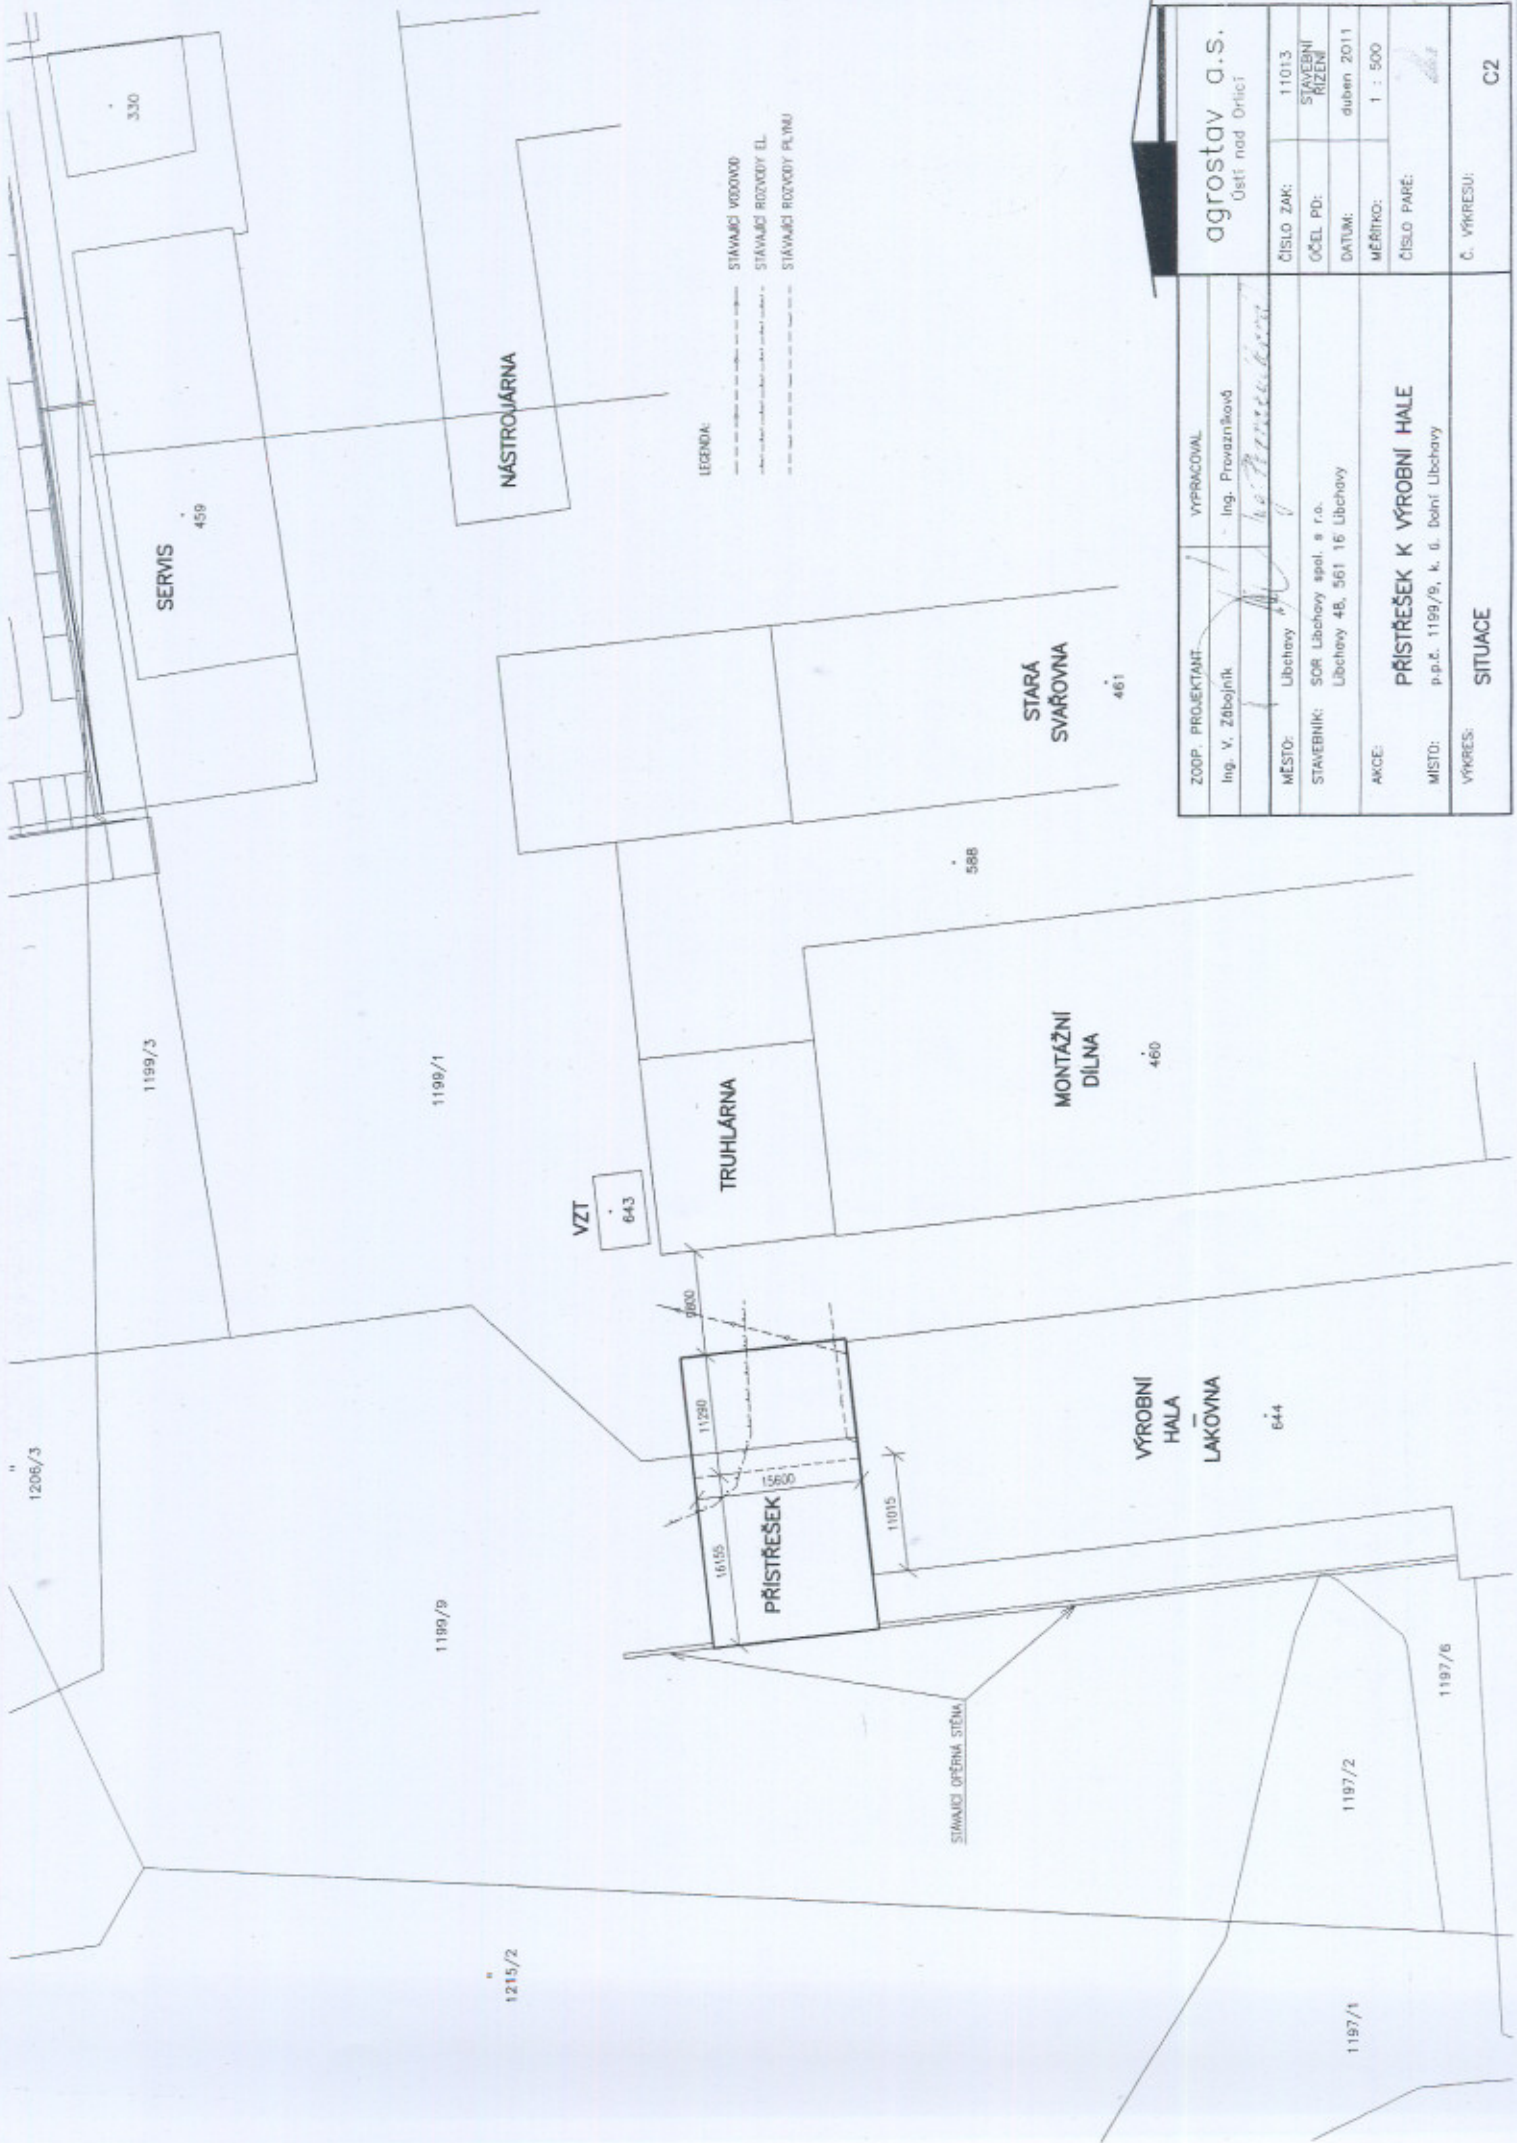 330
SERVIS
459
NÁSTROJÁRNA
LEGENDA:
STÁVAJÍCÍ VODOVOD
STÁVAJÍCÍ ROZVODY EL.
STÁVAJÍCÍ ROZVODY PLYNU
1206/3
1199/3
1199/1
1199/9
1215/2
VZT
643
TRUHLÁRNA
STARÁ
SVAŘOVNA
461
588
MONTÁŽNÍ
DÍLNA
460
9800
11290
16155
15600
11015
PŘÍSTŘEŠEK
VÝROBNÍ
HALA
–
LAKOVNA
644
STÁVAJÍCÍ OPĚRNÁ STĚNA
1197/6
1197/2
1197/1
ZODP. PROJEKTANT
VYPRACOVAL
Ing. V. Zábojník
Ing. Provazníková
agrostav a.s.
Ústí nad Orlicí
MĚSTO: Libchavy
STAVEBNÍK: SOR Libchavy spol. s r.o.
Libchavy 48, 561 16 Libchavy
AKCE: PŘÍSTŘEŠEK K VÝROBNÍ HALE
MÍSTO: p.p.č. 1199/9, k. ú. Dolní Libchavy
VÝKRES: SITUACE
ČÍSLO ZAK: 11013
ÚČEL PD: STAVEBNÍ
ŘÍZENÍ
DATUM: duben 2011
MĚŘÍTKO: 1 : 500
ČÍSLO PARÉ:
Č. VÝKRESU: C2